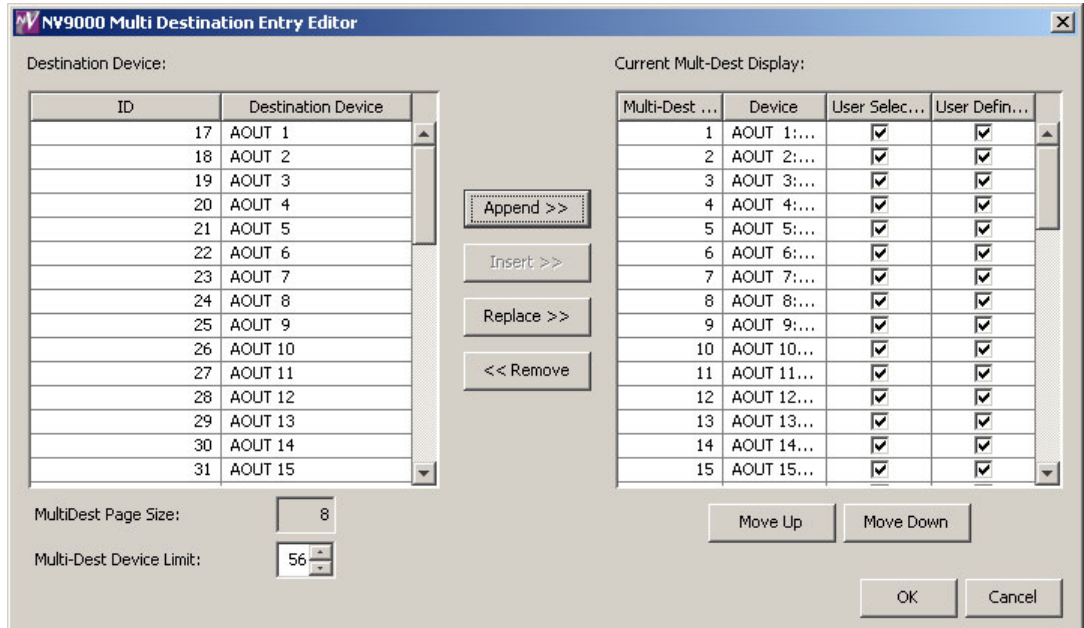 NV9000 Multi Destination Entry Editor
Destination Device:
ID Destination Device
17 AOUT 1
18 AOUT 2
19 AOUT 3
20 AOUT 4
21 AOUT 5
22 AOUT 6
23 AOUT 7
24 AOUT 8
25 AOUT 9
26 AOUT 10
27 AOUT 11
28 AOUT 12
29 AOUT 13
30 AOUT 14
31 AOUT 15
MultiDest Page Size: 8
Multi-Dest Device Limit: 56
Append >>
Insert >>
Replace >>
<< Remove
Current Mult-Dest Display:
Multi-Dest ... Device User Selec... User Defin...
1 AOUT 1:...
2 AOUT 2:...
3 AOUT 3:...
4 AOUT 4:...
5 AOUT 5:...
6 AOUT 6:...
7 AOUT 7:...
8 AOUT 8:...
9 AOUT 9:...
10 AOUT 10...
11 AOUT 11...
12 AOUT 12...
13 AOUT 13...
14 AOUT 14...
15 AOUT 15...
Move Up Move Down
OK Cancel